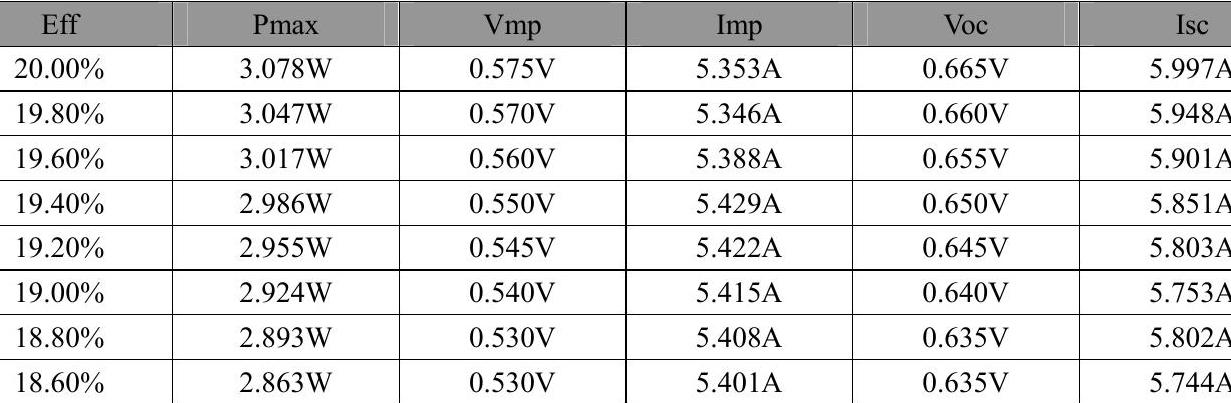 Eff Pmax Vmp Imp Voc Isc
20.00% 3.078W 0.575V 5.353A 0.665V 5.997A
19.80% 3.047W 0.570V 5.346A 0.660V 5.948A
19.60% 3.017W 0.560V 5.388A 0.655V 5.901A
19.40% 2.986W 0.550V 5.429A 0.650V 5.851A
19.20% 2.955W 0.545V 5.422A 0.645V 5.803A
19.00% 2.924W 0.540V 5.415A 0.640V 5.753A
18.80% 2.893W 0.530V 5.408A 0.635V 5.802A
18.60% 2.863W 0.530V 5.401A 0.635V 5.744A